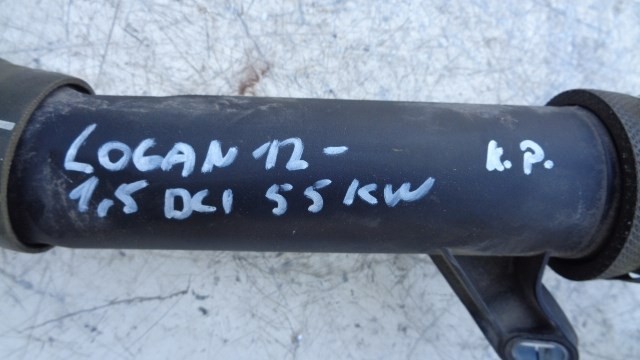 LOGAN 12- K.P.
1,5 DCI 55 KW